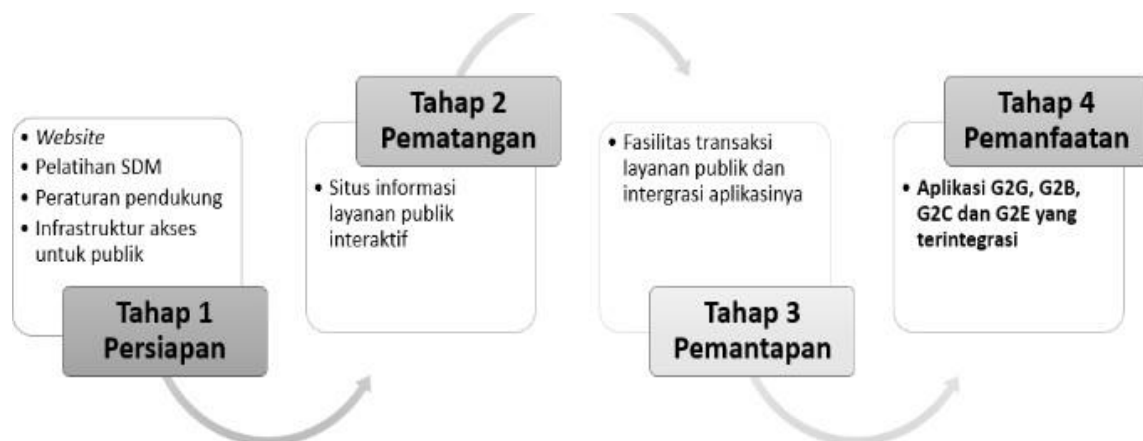 • Website
• Pelatihan SDM
• Peraturan pendukung
• Infrastruktur akses
untuk publik
Tahap 1
Persiapan
Tahap 2
Pematangan
• Situs informasi
layanan publik
interaktif
• Fasilitas transaksi
layanan publik dan
intergrasi aplikasinya
Tahap 3
Pemantapan
Tahap 4
Pemanfaatan
• Aplikasi G2G, G2B,
G2C dan G2E yang
terintegrasi